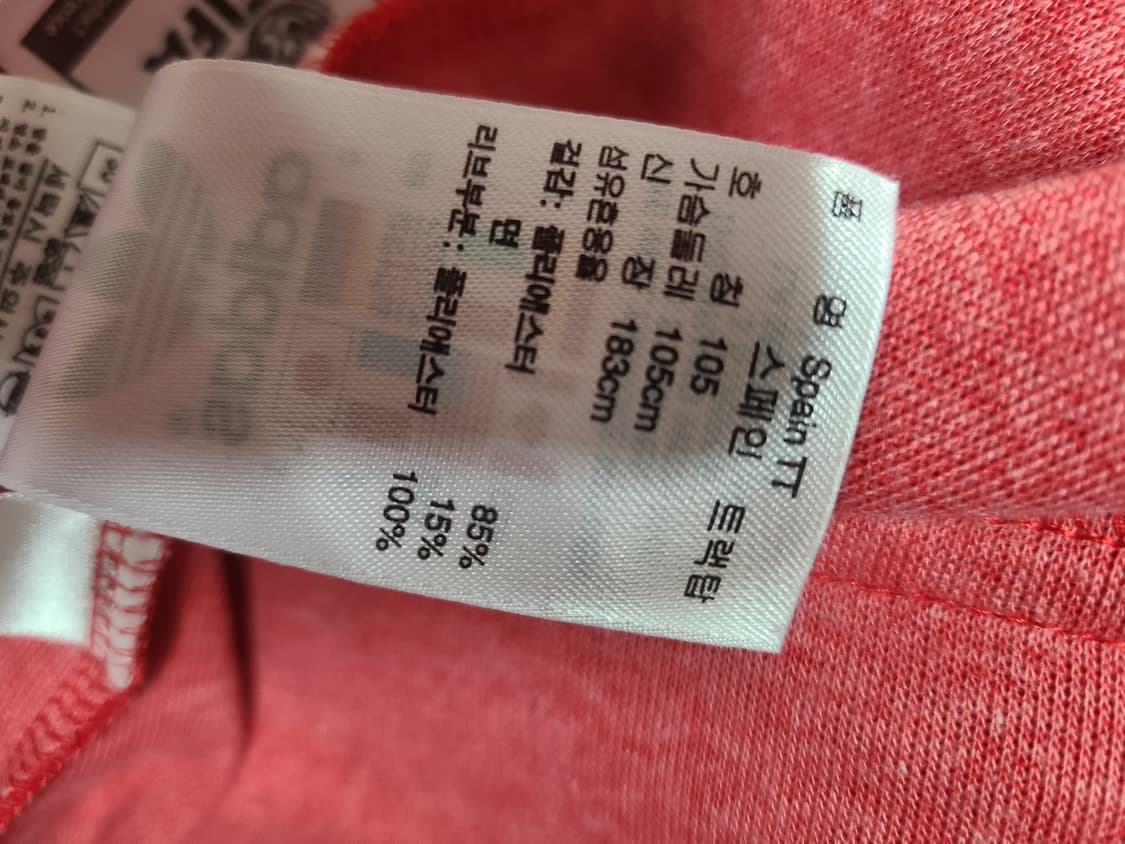 품 명 Spain TT
스페인 트랙탑
호 칭 105
가슴둘레 105cm
신 장 183cm
섬유혼용율
겉감: 폴리에스터 85%
면 15%
리브부분: 폴리에스터 100%
adidas
FIFA